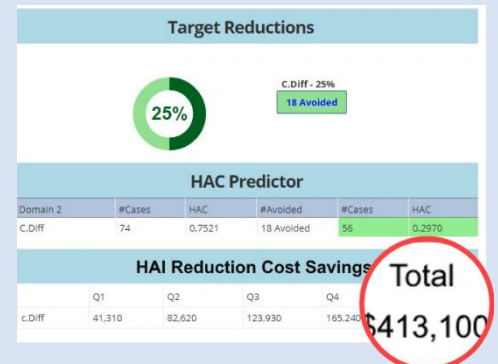 Target Reductions
25%
C.Diff - 25%
18 Avoided
HAC Predictor
Domain 2 #Cases HAC #Avoided #Cases HAC
C.Diff 74 0.7521 18 Avoided 56 0.2970
HAI Reduction Cost Savings
Q1 Q2 Q3 Q4 Total
c.Diff 41,310 82,620 123,930 165,240 $413,100